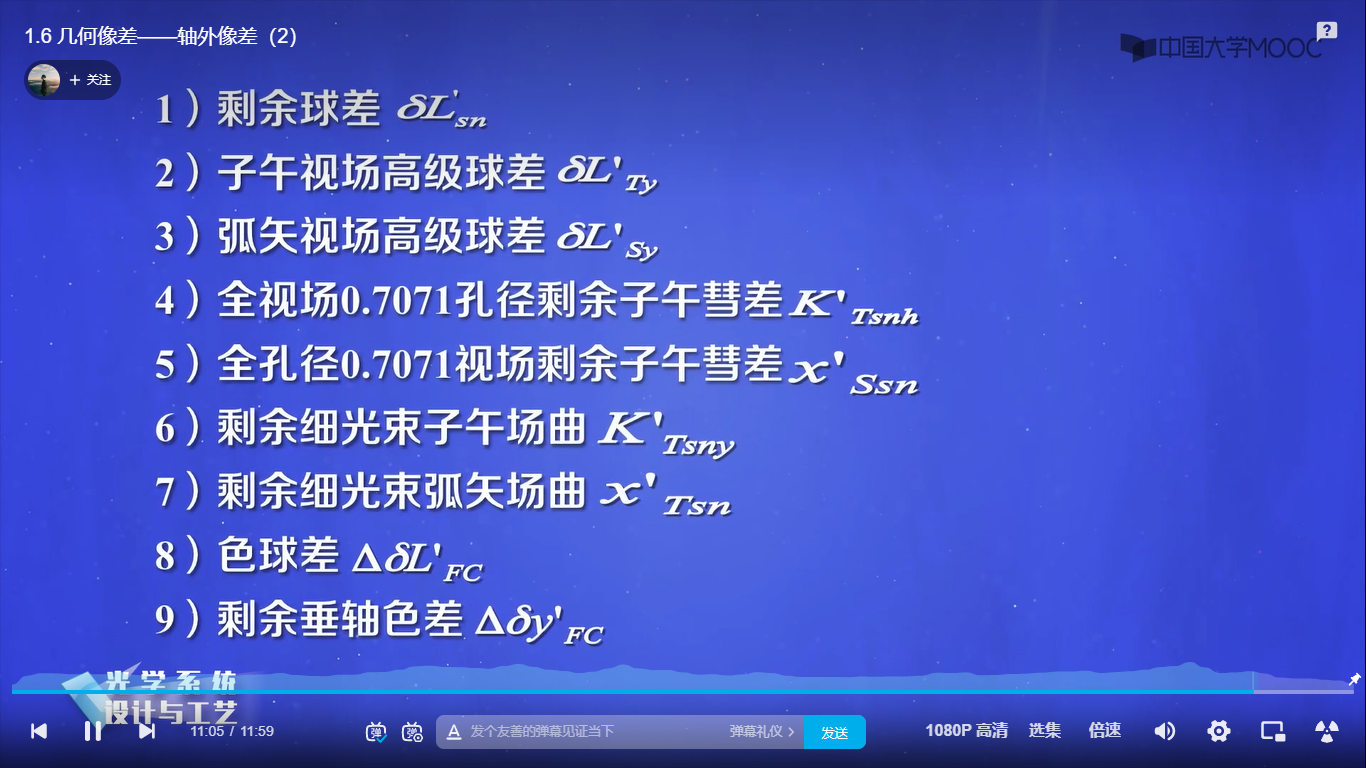 1.6 几何像差——轴外像差（2）
中国大学MOOC
+ 关注
1）剩余球差 δL'sn
2）子午视场高级球差 δL'Ty
3）弧矢视场高级球差 δL'Sy
4）全视场0.7071孔径剩余子午彗差 K'Tsnh
5）全孔径0.7071视场剩余子午彗差 x'Ssn
6）剩余细光束子午场曲 K'Tsny
7）剩余细光束弧矢场曲 x'Tsn
8）色球差 ΔδL'FC
9）剩余垂轴色差 Δδy'FC
光学系统
设计与工艺
11:05 / 11:59
弹 弹
A 发个友善的弹幕见证当下 弹幕礼仪 > 发送
1080P 高清 选集 倍速